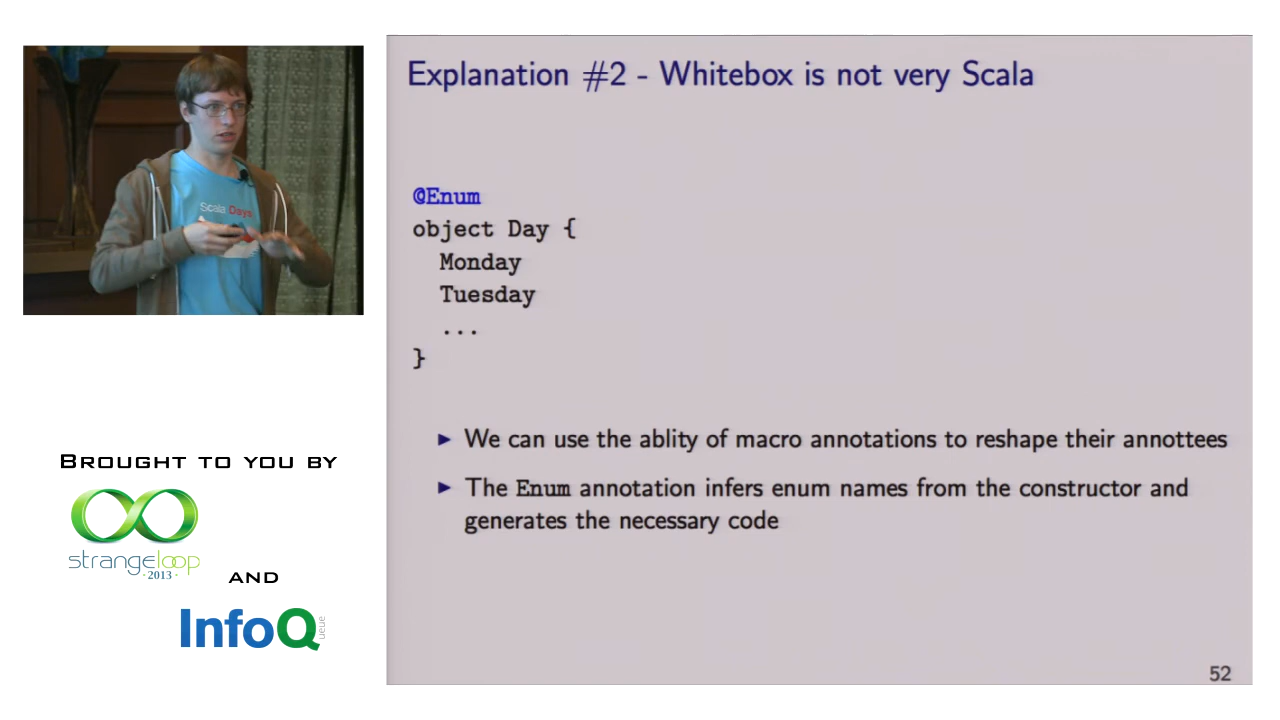 Explanation #2 - Whitebox is not very Scala
@Enum
object Day {
Monday
Tuesday
...
}
▶ We can use the ablity of macro annotations to reshape their annottees
▶ The Enum annotation infers enum names from the constructor and
generates the necessary code
52
Scala Days
BROUGHT TO YOU BY
strangeloop
·2013·
AND
InfoQ
ueue